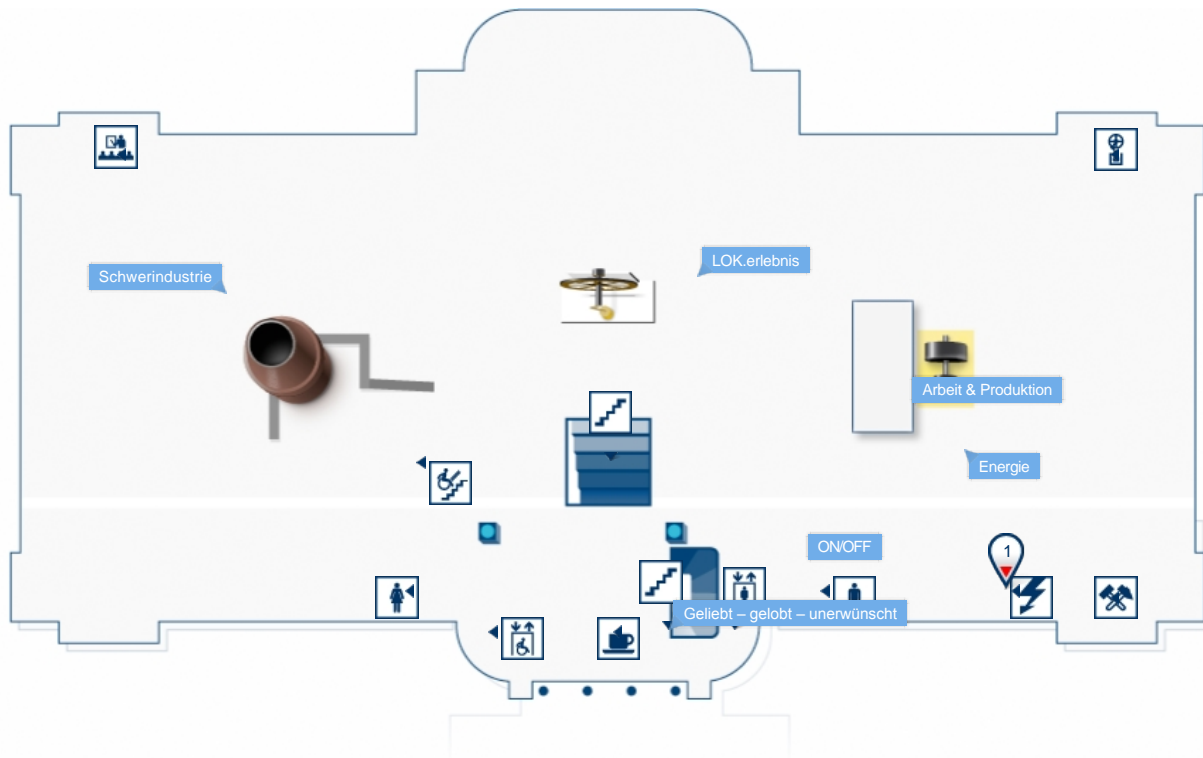 LOK.erlebnis
Schwerindustrie
Arbeit & Produktion
Energie
ON/OFF
1
Geliebt – gelobt – unerwünscht